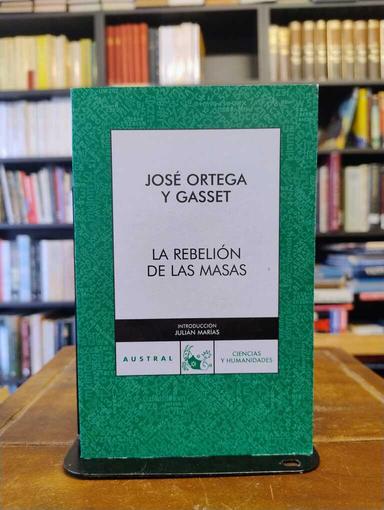 JOSÉ ORTEGA
Y GASSET
LA REBELIÓN
DE LAS MASAS
INTRODUCCIÓN
JULIÁN MARÍAS
AUSTRAL
CIENCIAS
Y HUMANIDADES